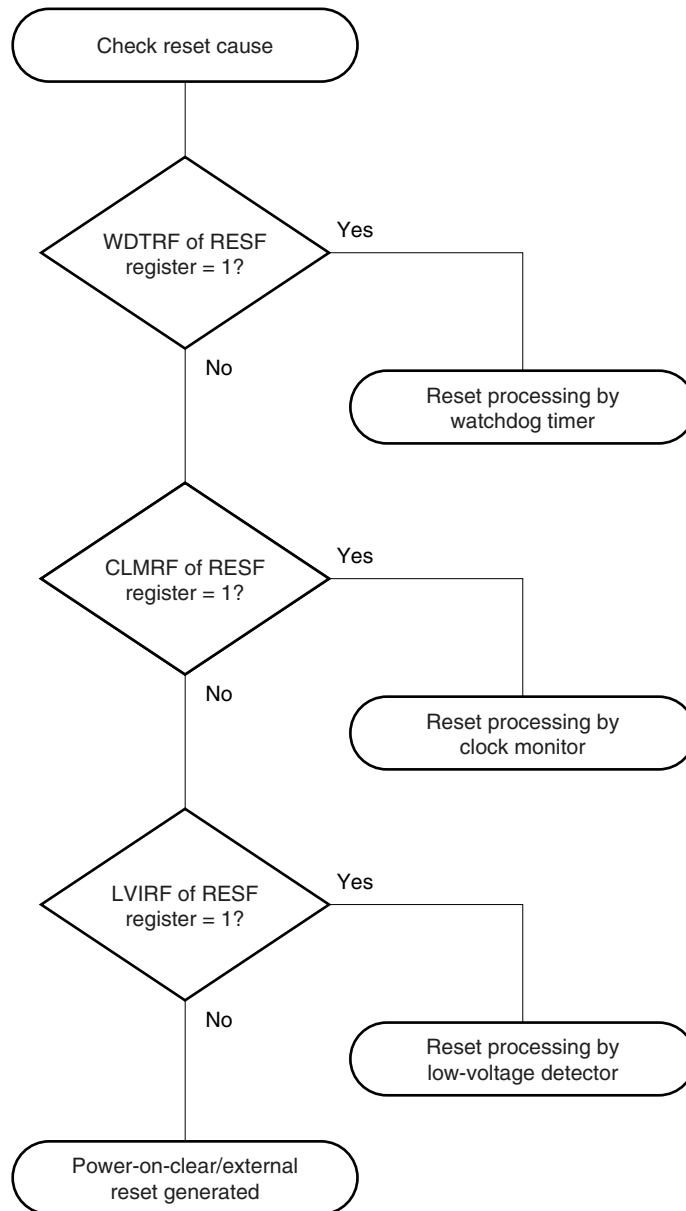 Check reset cause
WDTRF of RESF
register = 1?
Yes
No
Reset processing by
watchdog timer
CLMRF of RESF
register = 1?
Yes
No
Reset processing by
clock monitor
LVIRF of RESF
register = 1?
Yes
No
Reset processing by
low-voltage detector
Power-on-clear/external
reset generated